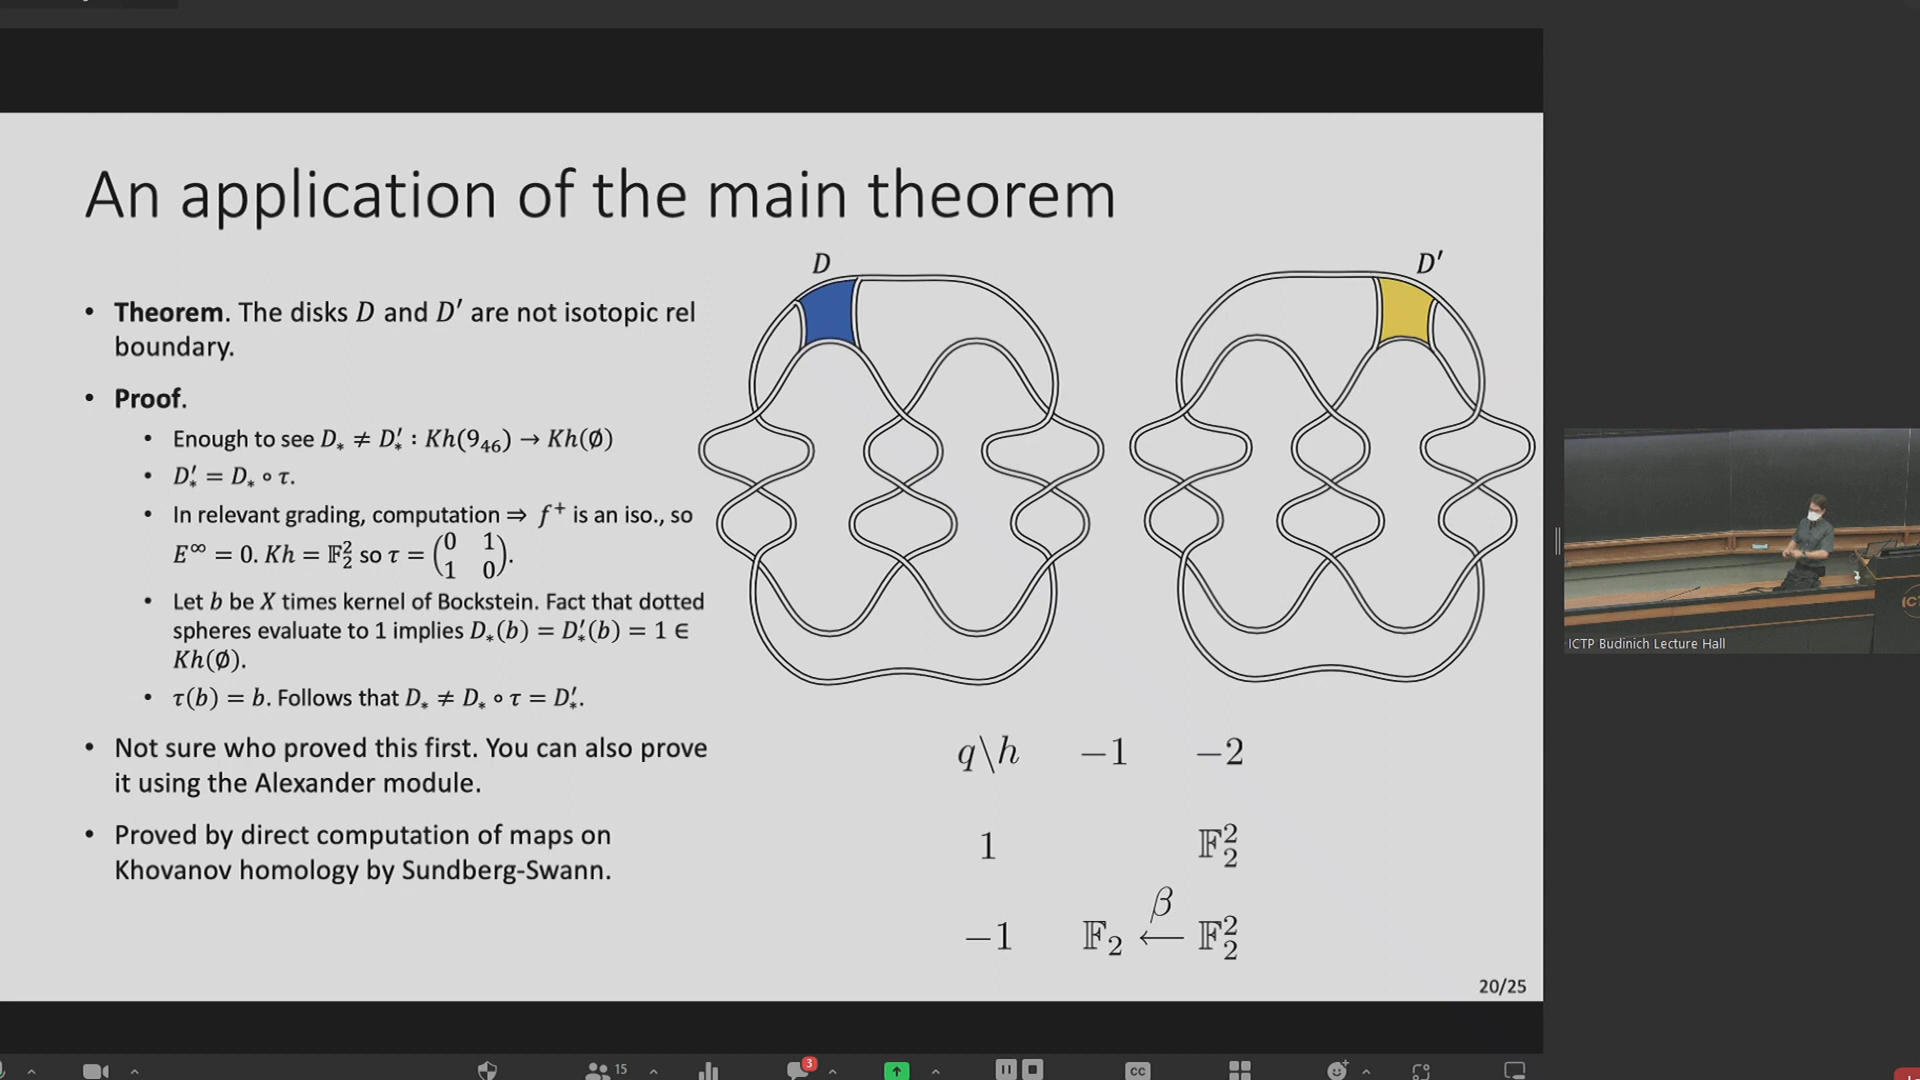 An application of the main theorem
• Theorem. The disks D and D′ are not isotopic rel
boundary.
• Proof.
• Enough to see D∗ ≠ D′∗ : Kh(9₄₆) → Kh(∅)
• D′∗ = D∗ ∘ τ.
• In relevant grading, computation ⇒ f⁺ is an iso., so
E^∞ = 0. Kh = 𝔽₂² so τ = (0 1
1 0).
• Let b be X times kernel of Bockstein. Fact that dotted
spheres evaluate to 1 implies D∗(b) = D′∗(b) = 1 ∈
Kh(∅).
• τ(b) = b. Follows that D∗ ≠ D∗ ∘ τ = D′∗.
• Not sure who proved this first. You can also prove
it using the Alexander module.
• Proved by direct computation of maps on
Khovanov homology by Sundberg-Swann.
D
D′
q\h −1 −2
1 𝔽₂²
β
−1 𝔽₂ ← 𝔽₂²
20/25
ICTP Budinich Lecture Hall
15
3
CC